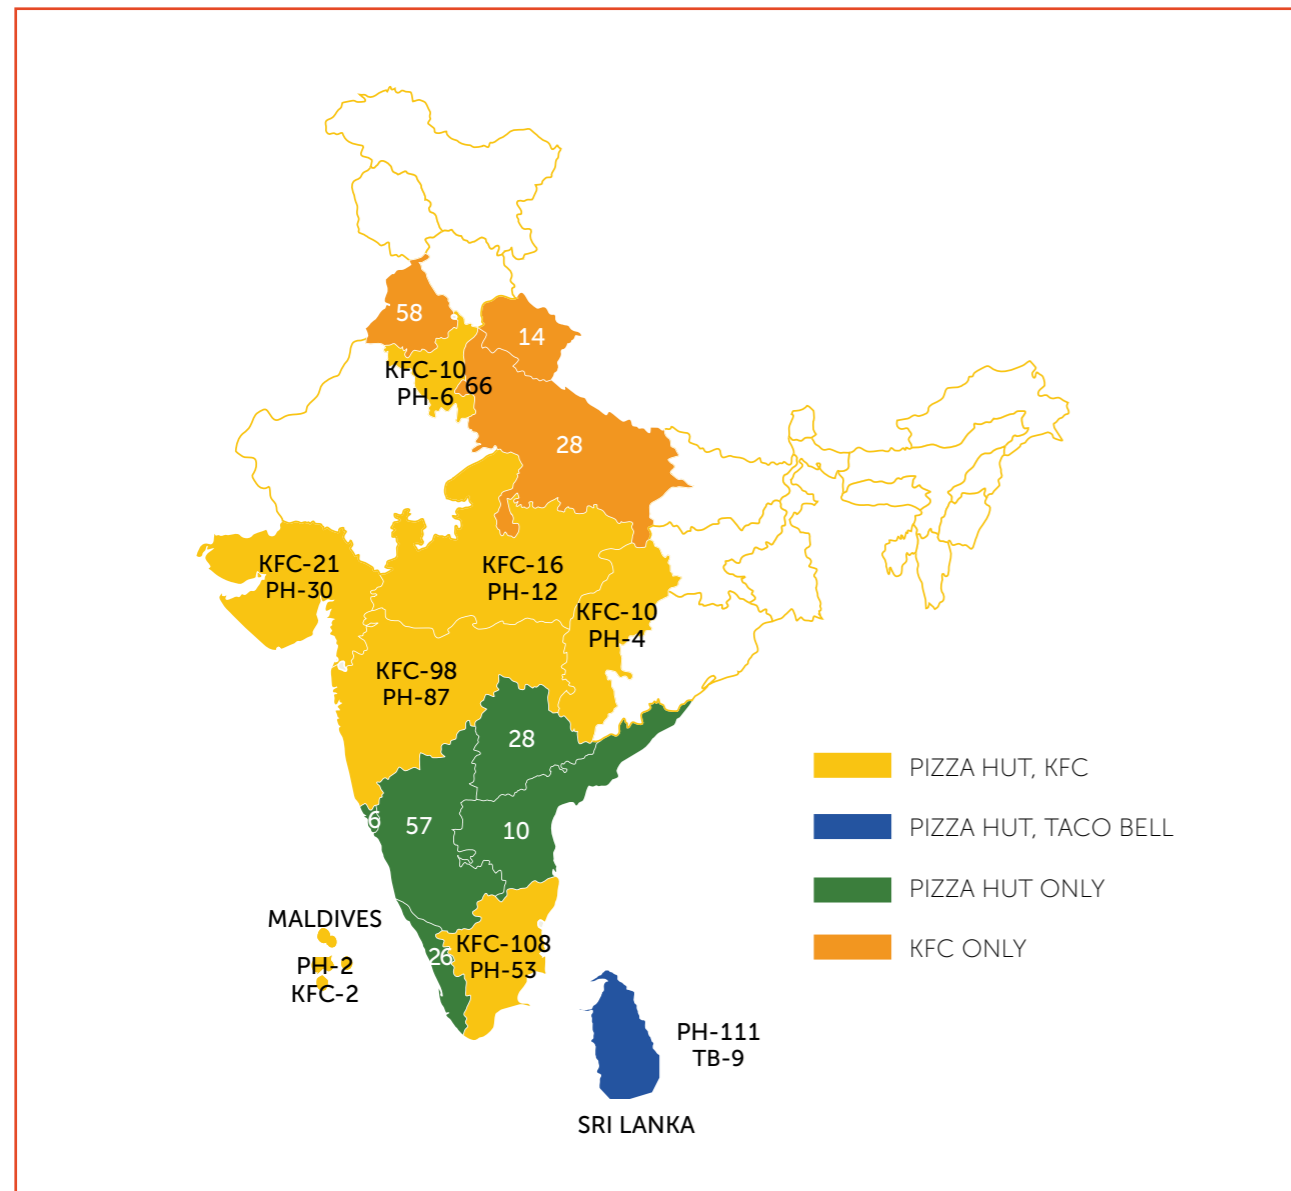 58
14
KFC-10
PH-6
66
28
KFC-21
PH-30
KFC-16
PH-12
KFC-10
PH-4
KFC-98
PH-87
28
6
57
10
MALDIVES
PH-2
KFC-2
26
KFC-108
PH-53
PH-111
TB-9
SRI LANKA
PIZZA HUT, KFC
PIZZA HUT, TACO BELL
PIZZA HUT ONLY
KFC ONLY